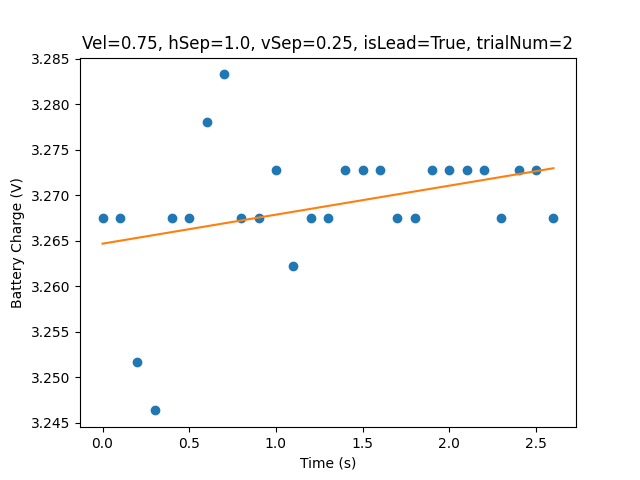 Vel=0.75, hSep=1.0, vSep=0.25, isLead=True, trialNum=2
3.285
3.280
3.275
3.270
3.265
3.260
3.255
3.250
3.245
Battery Charge (V)
0.0 0.5 1.0 1.5 2.0 2.5
Time (s)